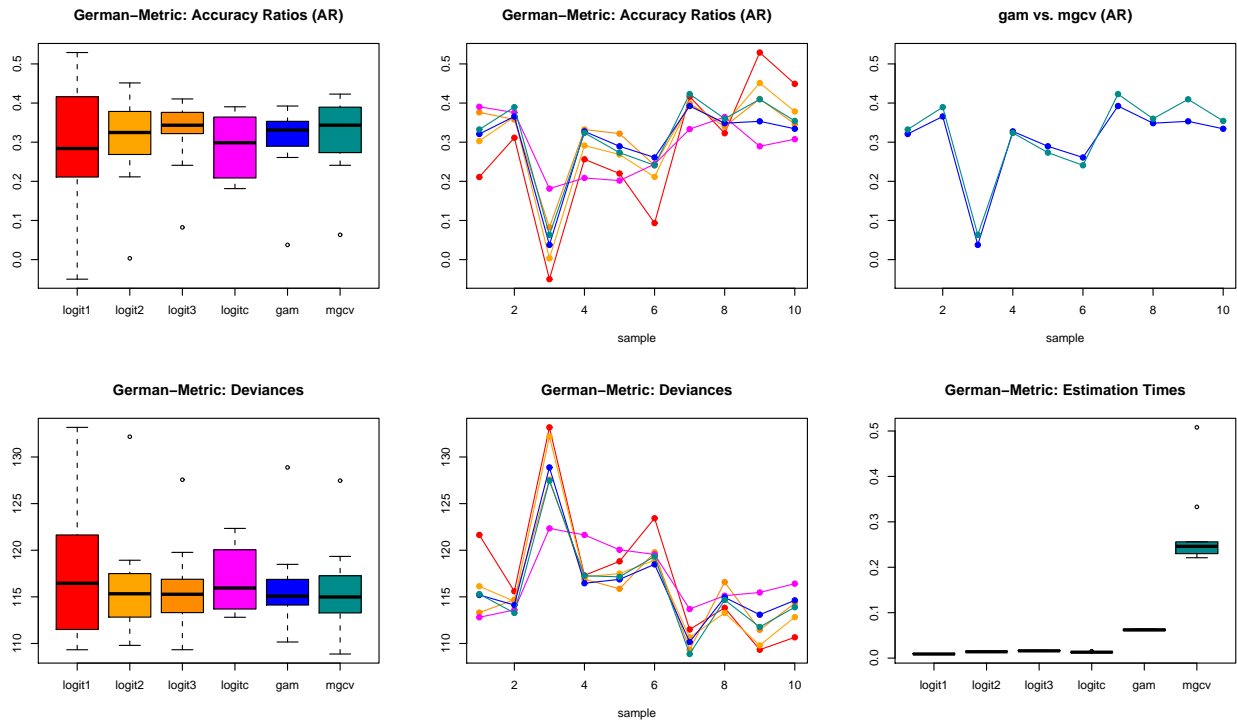 German−Metric: Accuracy Ratios (AR)
0.5
0.4
0.3
0.2
0.1
0.0
logit1 logit2 logit3 logitc gam mgcv
German−Metric: Accuracy Ratios (AR)
0.5
0.4
0.3
0.2
0.1
0.0
2 4 6 8 10
sample
gam vs. mgcv (AR)
0.5
0.4
0.3
0.2
0.1
0.0
2 4 6 8 10
sample
German−Metric: Deviances
130
125
120
115
110
logit1 logit2 logit3 logitc gam mgcv
German−Metric: Deviances
130
125
120
115
110
2 4 6 8 10
sample
German−Metric: Estimation Times
0.5
0.4
0.3
0.2
0.1
0.0
logit1 logit2 logit3 logitc gam mgcv